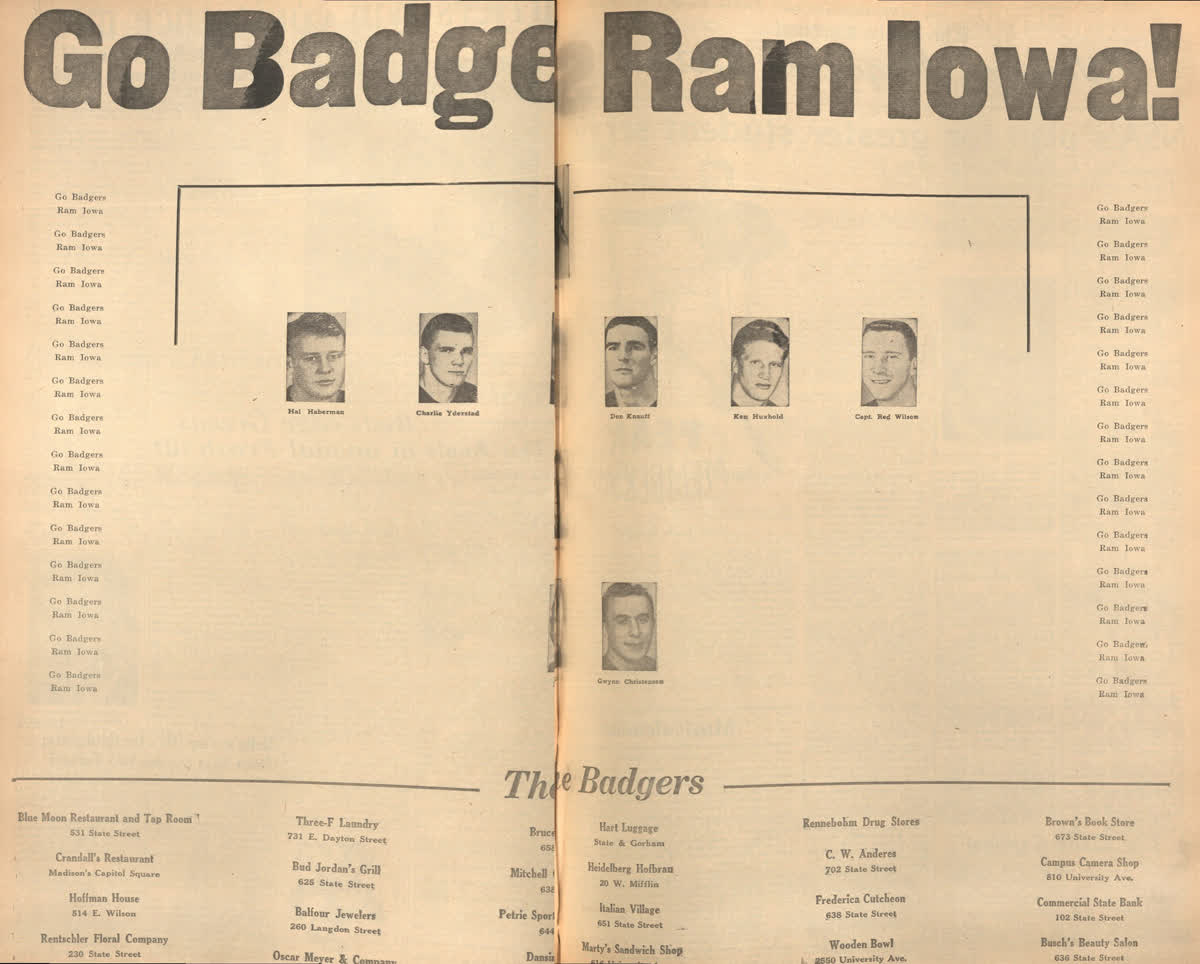 Go Badge Ram Iowa!
Go Badgers
Ram Iowa
Go Badgers
Ram Iowa
Go Badgers
Ram Iowa
Go Badgers
Ram Iowa
Go Badgers
Ram Iowa
Go Badgers
Ram Iowa
Go Badgers
Ram Iowa
Go Badgers
Ram Iowa
Go Badgers
Ram Iowa
Go Badgers
Ram Iowa
Go Badgers
Ram Iowa
Go Badgers
Ram Iowa
Go Badgers
Ram Iowa
Go Badgers
Ram Iowa
Hal Haberman
Charlie Yderstad
Don Knauff
Ken Huxhold
Capt. Red Wilson
Gwynn Christensen
Go Badgers
Ram Iowa
Go Badgers
Ram Iowa
Go Badgers
Ram Iowa
Go Badgers
Ram Iowa
Go Badgers
Ram Iowa
Go Badgers
Ram Iowa
Go Badgers
Ram Iowa
Go Badgers
Ram Iowa
Go Badgers
Ram Iowa
Go Badgers
Ram Iowa
Go Badgers
Ram Iowa
Go Badgers
Ram Iowa
Go Badgers
Ram Iowa
Go Badgers
Ram Iowa
The Badgers
Blue Moon Restaurant and Tap Room
531 State Street
Crandall's Restaurant
Madison's Capitol Square
Hoffman House
514 E. Wilson
Rentschler Floral Company
230 State Street
Three-F Laundry
731 E. Dayton Street
Bud Jordan's Grill
625 State Street
Balfour Jewelers
260 Langdon Street
Oscar Meyer & Company
Bruce
658
Mitchell
638
Petrie Spor
644
Dansi
Hart Luggage
State & Gorham
Heidelberg Hofbrau
20 W. Mifflin
Italian Village
651 State Street
Marty's Sandwich Shop
Rennebohm Drug Stores
C. W. Anderes
702 State Street
Frederica Cutcheon
638 State Street
Wooden Bowl
2550 University Ave.
Brown's Book Store
673 State Street
Campus Camera Shop
810 University Ave.
Commercial State Bank
102 State Street
Busch's Beauty Salon
636 State Street